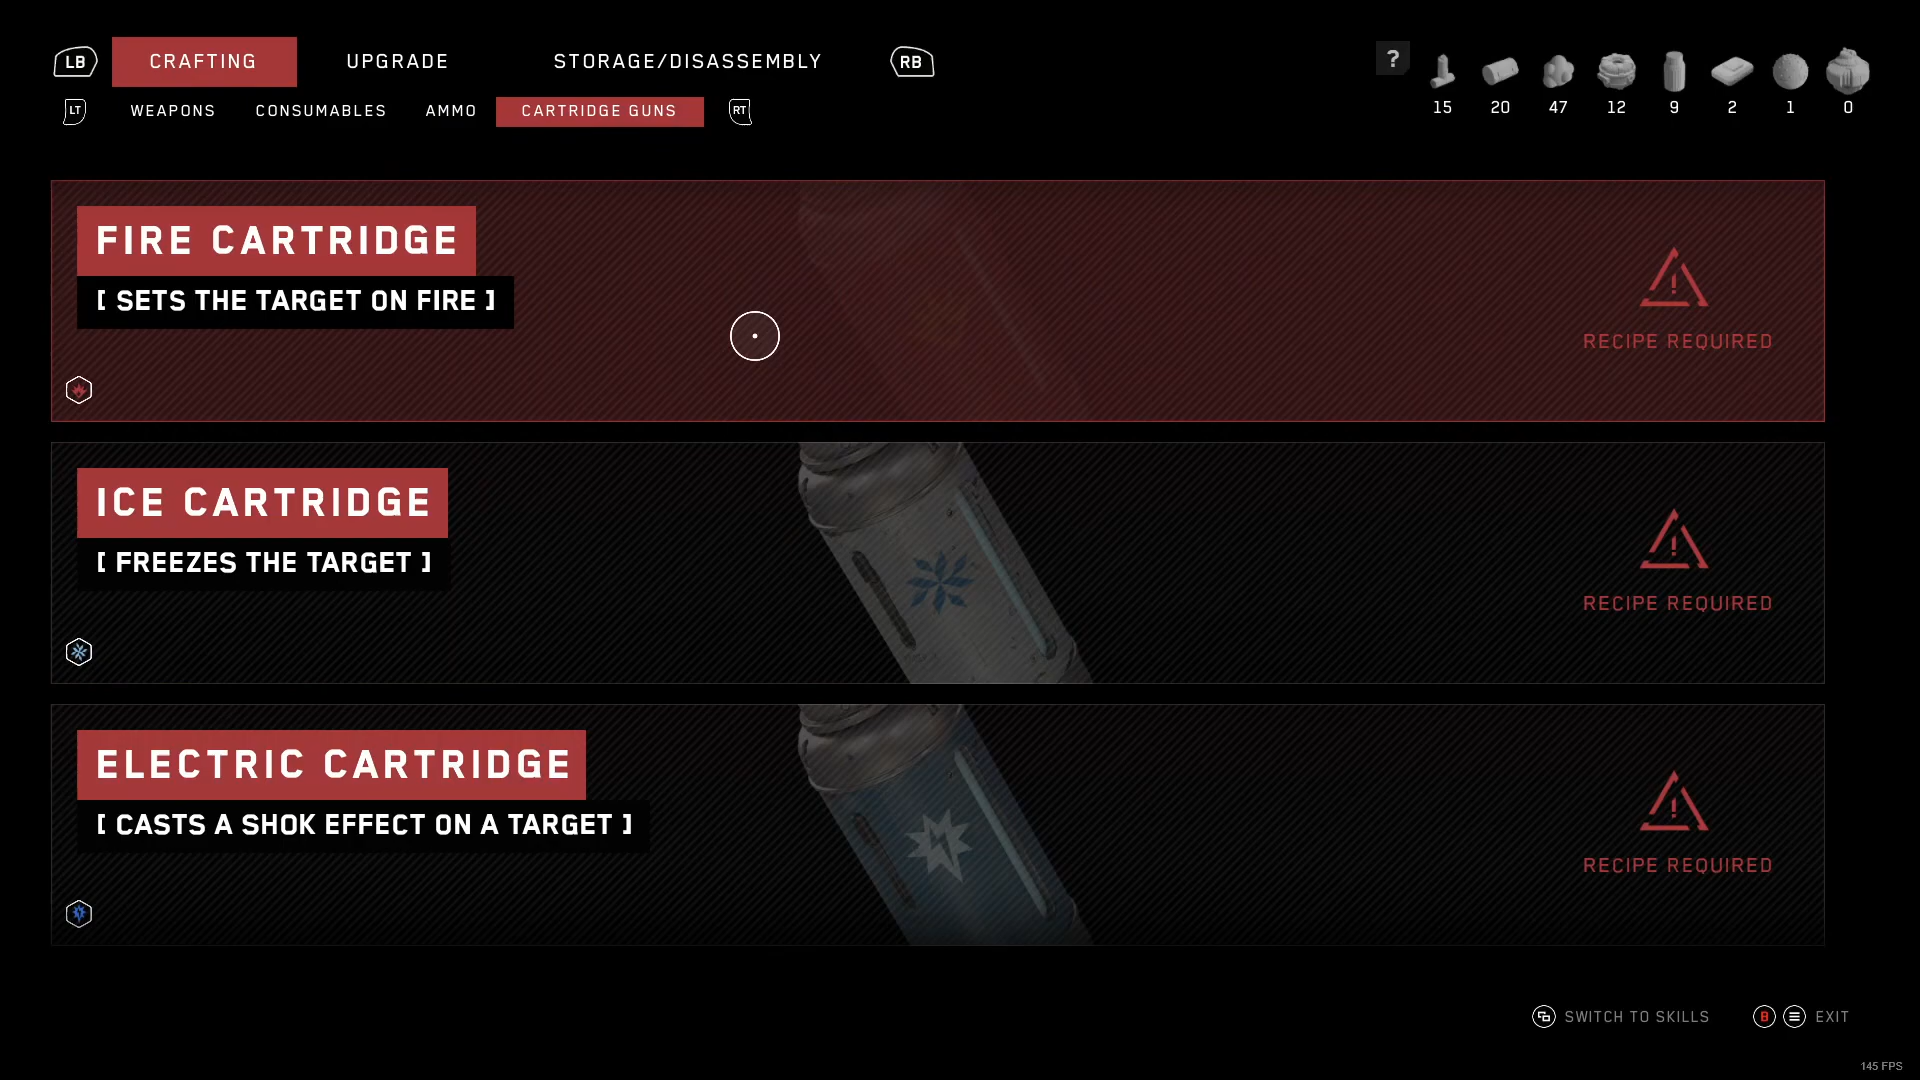 LB CRAFTING UPGRADE STORAGE/DISASSEMBLY RB ?
LT WEAPONS CONSUMABLES AMMO CARTRIDGE GUNS RT
15 20 47 12 9 2 1 0
FIRE CARTRIDGE
[ SETS THE TARGET ON FIRE ]
RECIPE REQUIRED
ICE CARTRIDGE
[ FREEZES THE TARGET ]
RECIPE REQUIRED
ELECTRIC CARTRIDGE
[ CASTS A SHOK EFFECT ON A TARGET ]
RECIPE REQUIRED
SWITCH TO SKILLS B EXIT
145 FPS